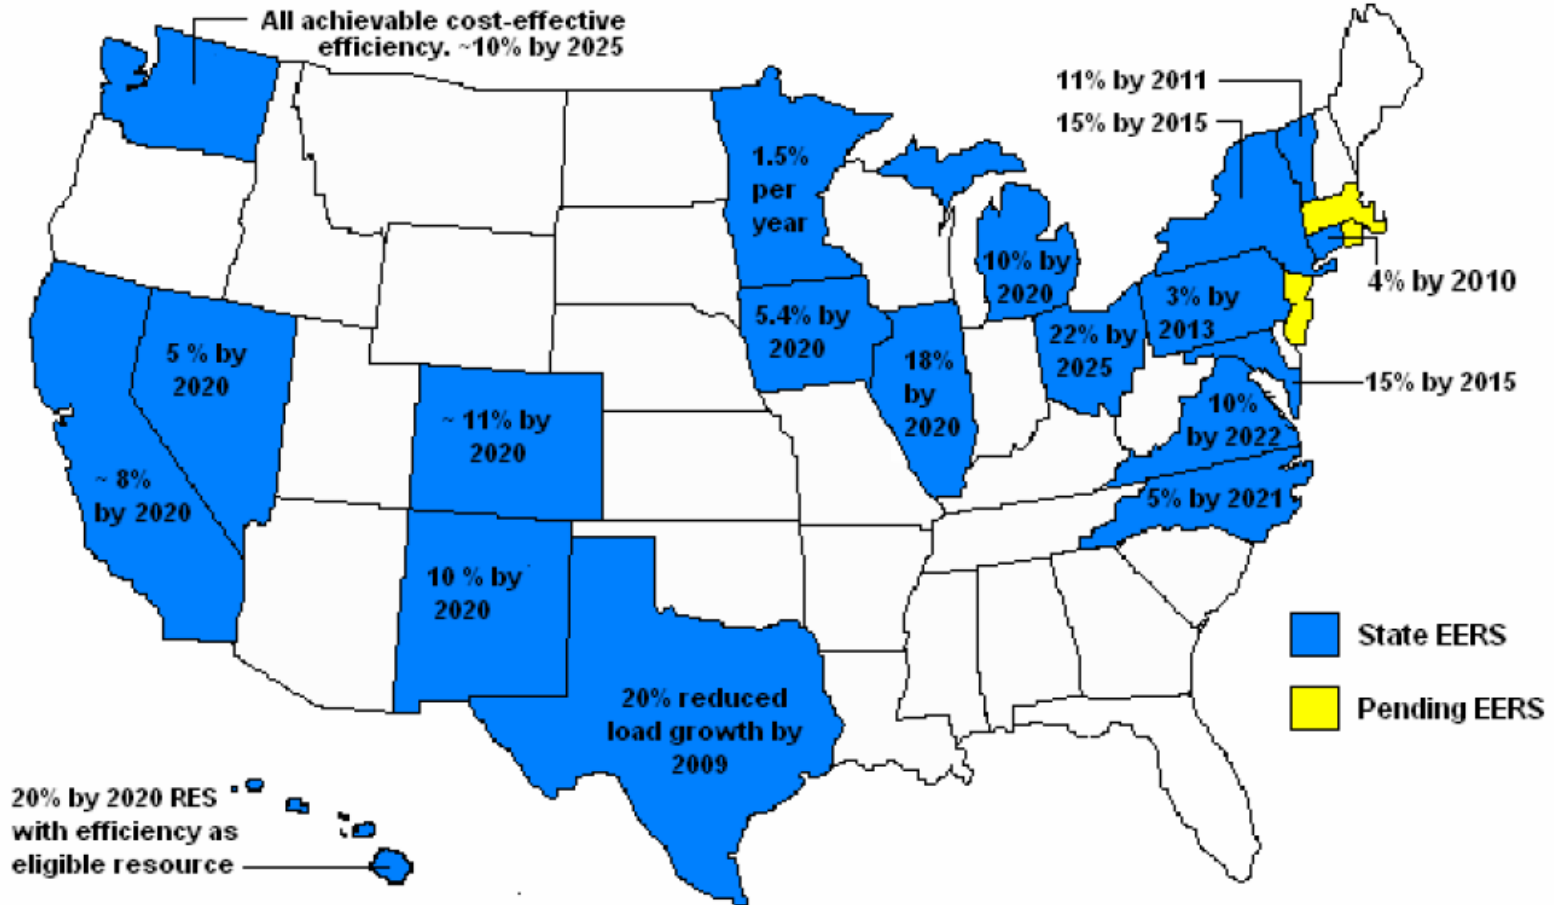 All achievable cost-effective
efficiency. ~10% by 2025
11% by 2011
15% by 2015
1.5%
per
year
10% by
2020
4% by 2010
5 % by
2020
5.4% by
2020
3% by
2013
22% by
2025
18%
by
2020
15% by 2015
~ 11% by
2020
10%
by 2022
~ 8%
by 2020
5% by 2021
10 % by
2020
State EERS
20% reduced
load growth by
2009
Pending EERS
20% by 2020 RES
with efficiency as
eligible resource